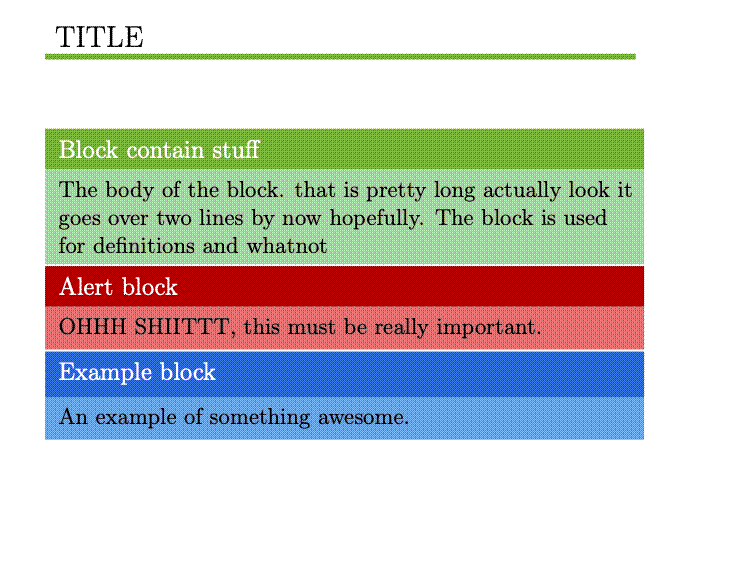 TITLE
Block contain stuff
The body of the block. that is pretty long actually look it
goes over two lines by now hopefully. The block is used
for definitions and whatnot
Alert block
OHHH SHIITTT, this must be really important.
Example block
An example of something awesome.